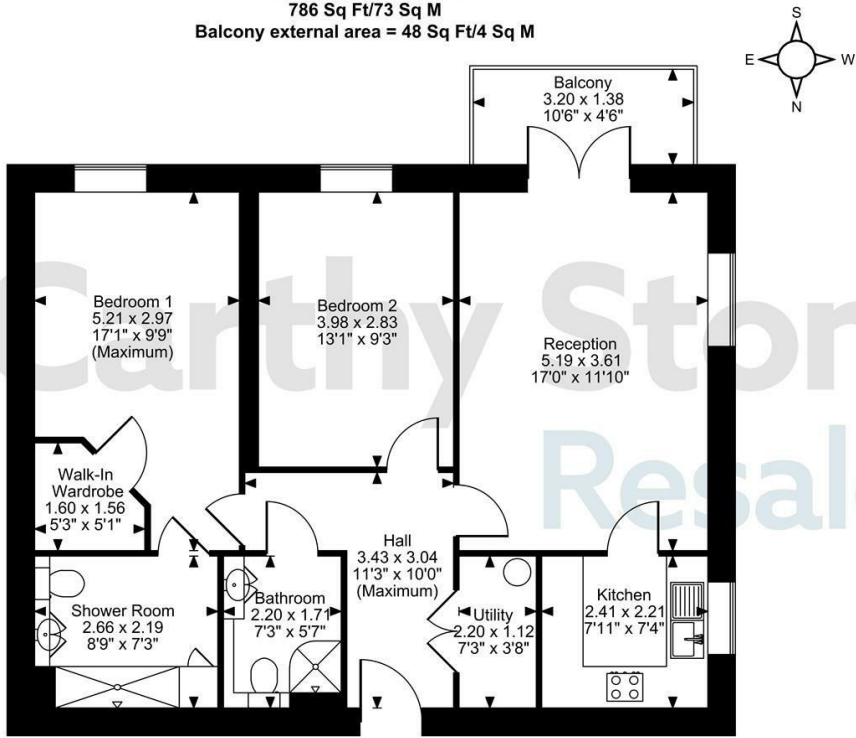 786 Sq Ft/73 Sq M
Balcony external area = 48 Sq Ft/4 Sq M
S
E
W
N
Balcony
3.20 x 1.38
10'6" x 4'6"
Bedroom 1
5.21 x 2.97
17'1" x 9'9"
(Maximum)
Bedroom 2
3.98 x 2.83
13'1" x 9'3"
Reception
5.19 x 3.61
17'0" x 11'10"
Carthy Ston
Resale
Walk-In
Wardrobe
1.60 x 1.56
5'3" x 5'1"
Hall
3.43 x 3.04
11'3" x 10'0"
(Maximum)
Shower Room
2.66 x 2.19
8'9" x 7'3"
Bathroom
2.20 x 1.71
7'3" x 5'7"
Utility
2.20 x 1.12
7'3" x 3'8"
Kitchen
2.41 x 2.21
7'11" x 7'4"